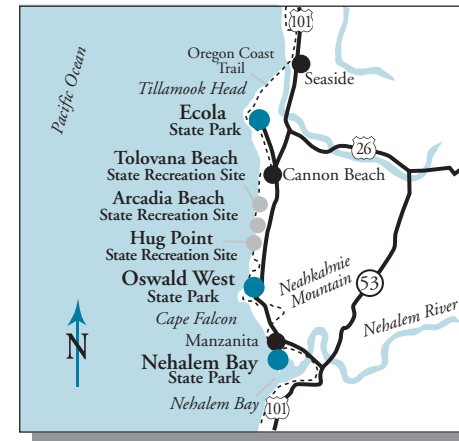 101
Oregon Coast
Trail
Seaside
Tillamook Head
Pacific Ocean
Ecola
State Park
26
Tolovana Beach
State Recreation Site
Cannon Beach
Arcadia Beach
State Recreation Site
Hug Point
State Recreation Site
Oswald West
State Park
Neahkahnie
Mountain
53
Cape Falcon
Nehalem River
Manzanita
N
Nehalem Bay
State Park
Nehalem Bay
101